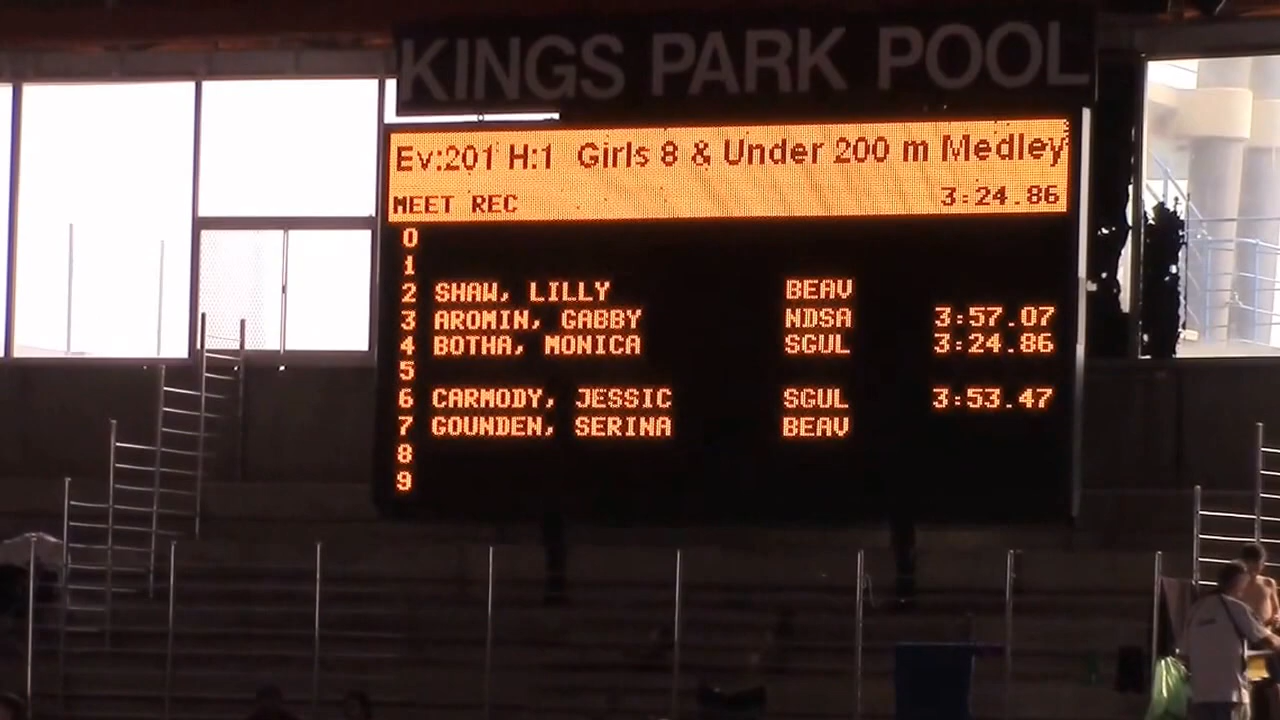 KINGS PARK POOL
Ev:201 H:1 Girls 8 & Under 200 m Medley
MEET REC 3:24.86
0
1
2 SHAW, LILLY BEAV
3 AROMIN, GABBY NDSA 3:57.07
4 BOTHA, MONICA SGUL 3:24.86
5
6 CARMODY, JESSIC SGUL 3:53.47
7 GOUNDEN, SERINA BEAV
8
9